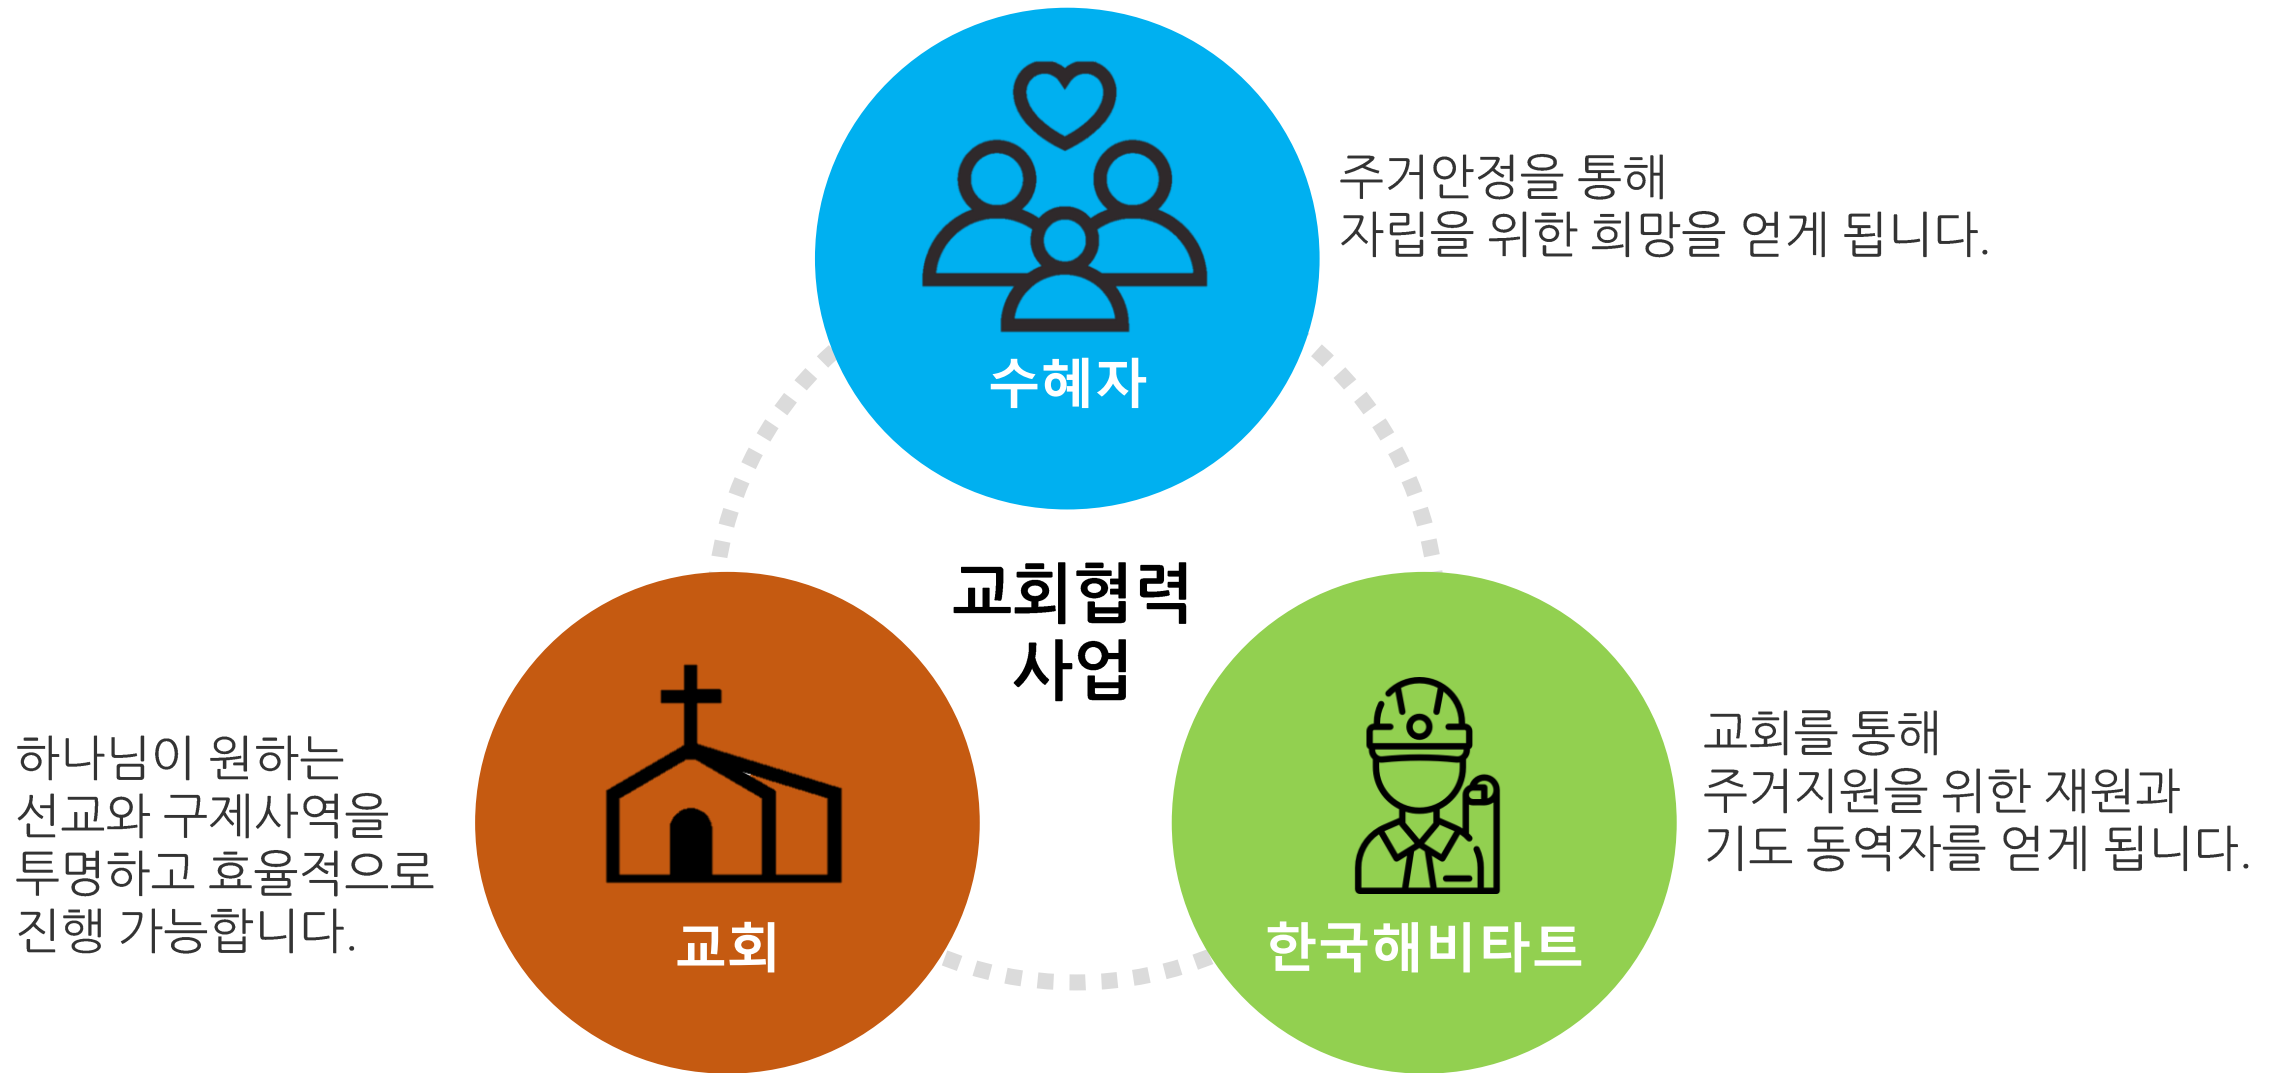 수혜자
주거안정을 통해
자립을 위한 희망을 얻게 됩니다.
교회협력
사업
하나님이 원하는
선교와 구제사역을
투명하고 효율적으로
진행 가능합니다.
교회
한국해비타트
교회를 통해
주거지원을 위한 재원과
기도 동역자를 얻게 됩니다.